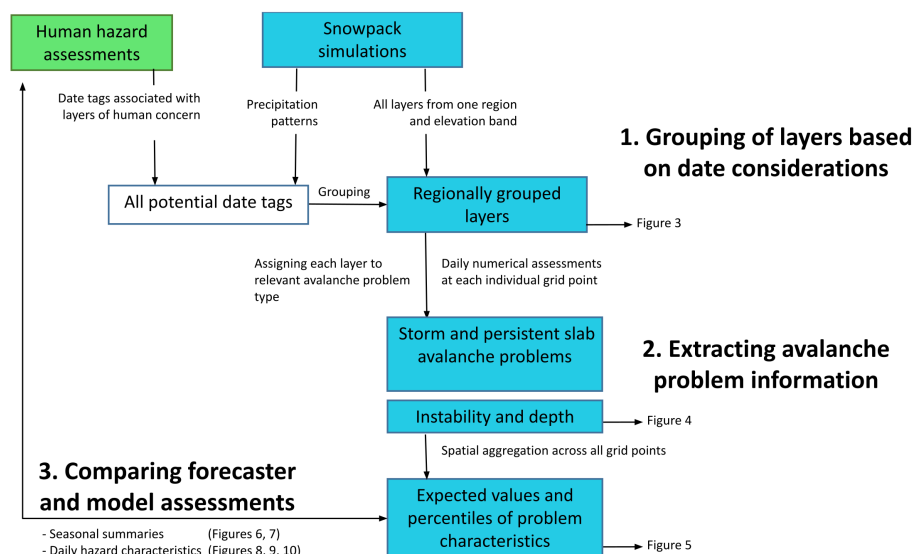 Human hazard
assessments
Snowpack
simulations
Date tags associated with
layers of human concern
Precipitation
patterns
All layers from one region
and elevation band
1. Grouping of layers based
on date considerations
All potential date tags
Grouping
Regionally grouped
layers
Figure 3
Assigning each layer to
relevant avalanche problem
type
Daily numerical assessments
at each individual grid point
Storm and persistent slab
avalanche problems
2. Extracting avalanche
problem information
Instability and depth
Figure 4
Spatial aggregation across all grid points
3. Comparing forecaster
and model assessments
- Seasonal summaries (Figures 6, 7)
- Daily hazard characteristics (Figures 8, 9, 10)
Expected values and
percentiles of problem
characteristics
Figure 5